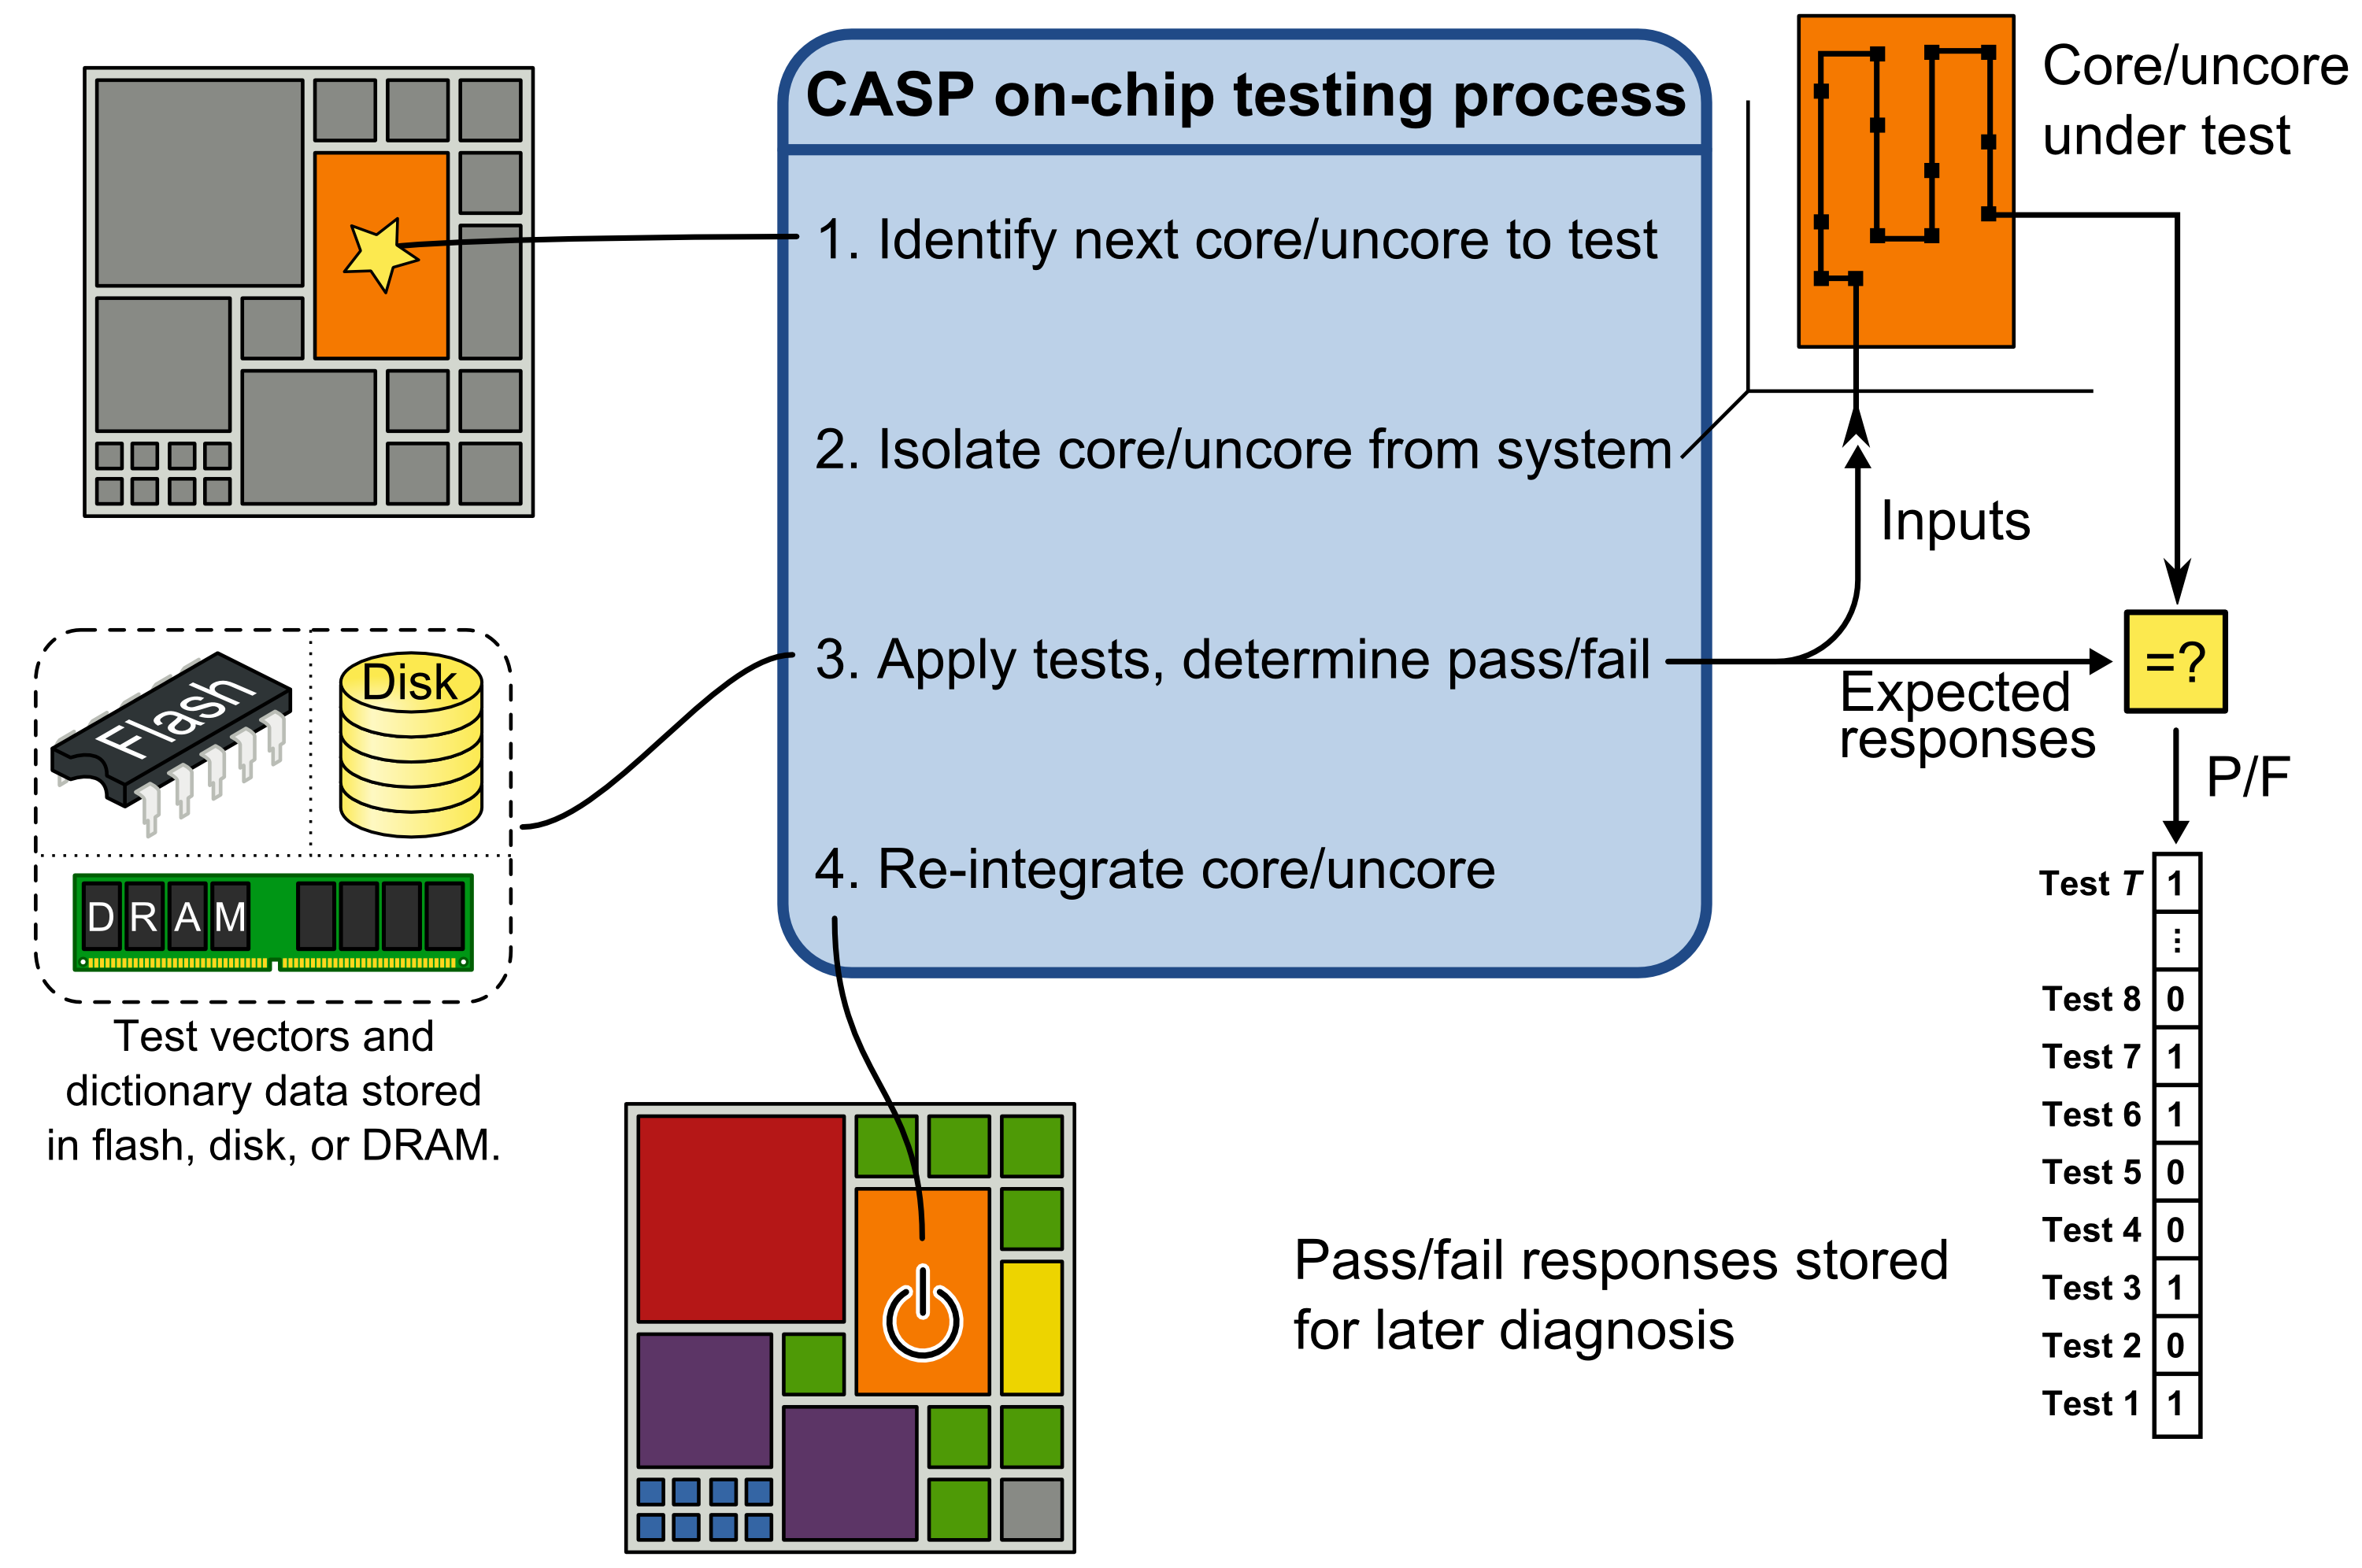 CASP on-chip testing process
1. Identify next core/uncore to test
2. Isolate core/uncore from system
3. Apply tests, determine pass/fail
4. Re-integrate core/uncore
Core/uncore
under test
Inputs
Expected
responses
=?
P/F
Flash
Disk
DRAM
Test vectors and
dictionary data stored
in flash, disk, or DRAM.
Test T 1
...
Test 8 0
Test 7 1
Test 6 1
Test 5 0
Test 4 0
Test 3 1
Test 2 0
Test 1 1
Pass/fail responses stored
for later diagnosis